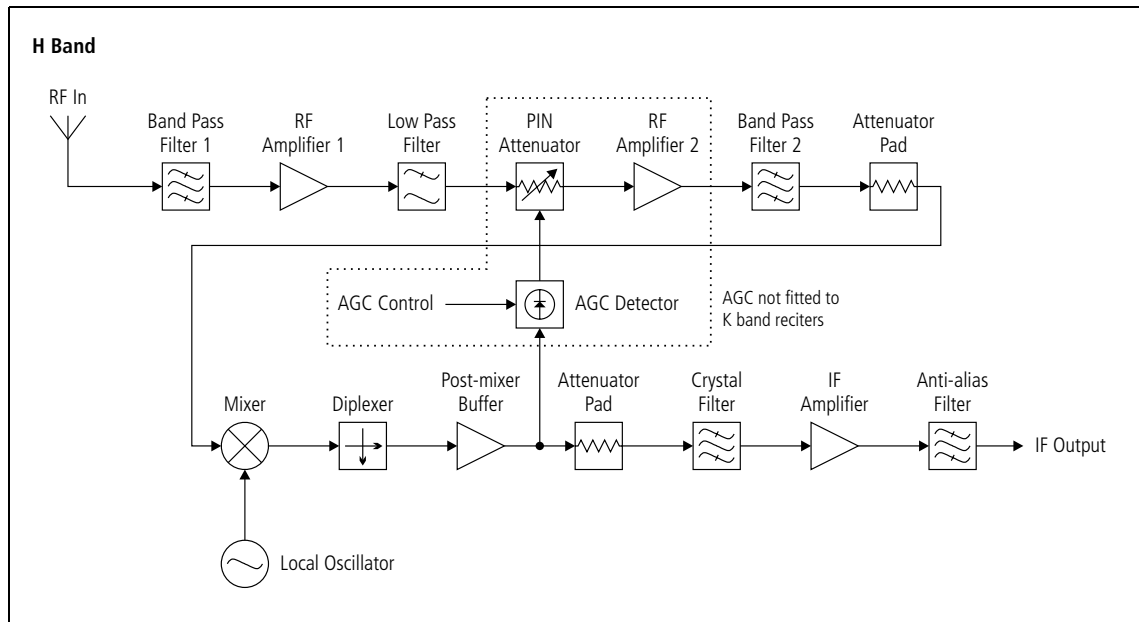 H Band
RF In
Band Pass
Filter 1
RF
Amplifier 1
Low Pass
Filter
PIN
Attenuator
RF
Amplifier 2
Band Pass
Filter 2
Attenuator
Pad
AGC Control
AGC Detector
AGC not fitted to
K band reciters
Mixer
Diplexer
Post-mixer
Buffer
Attenuator
Pad
Crystal
Filter
IF
Amplifier
Anti-alias
Filter
IF Output
Local Oscillator